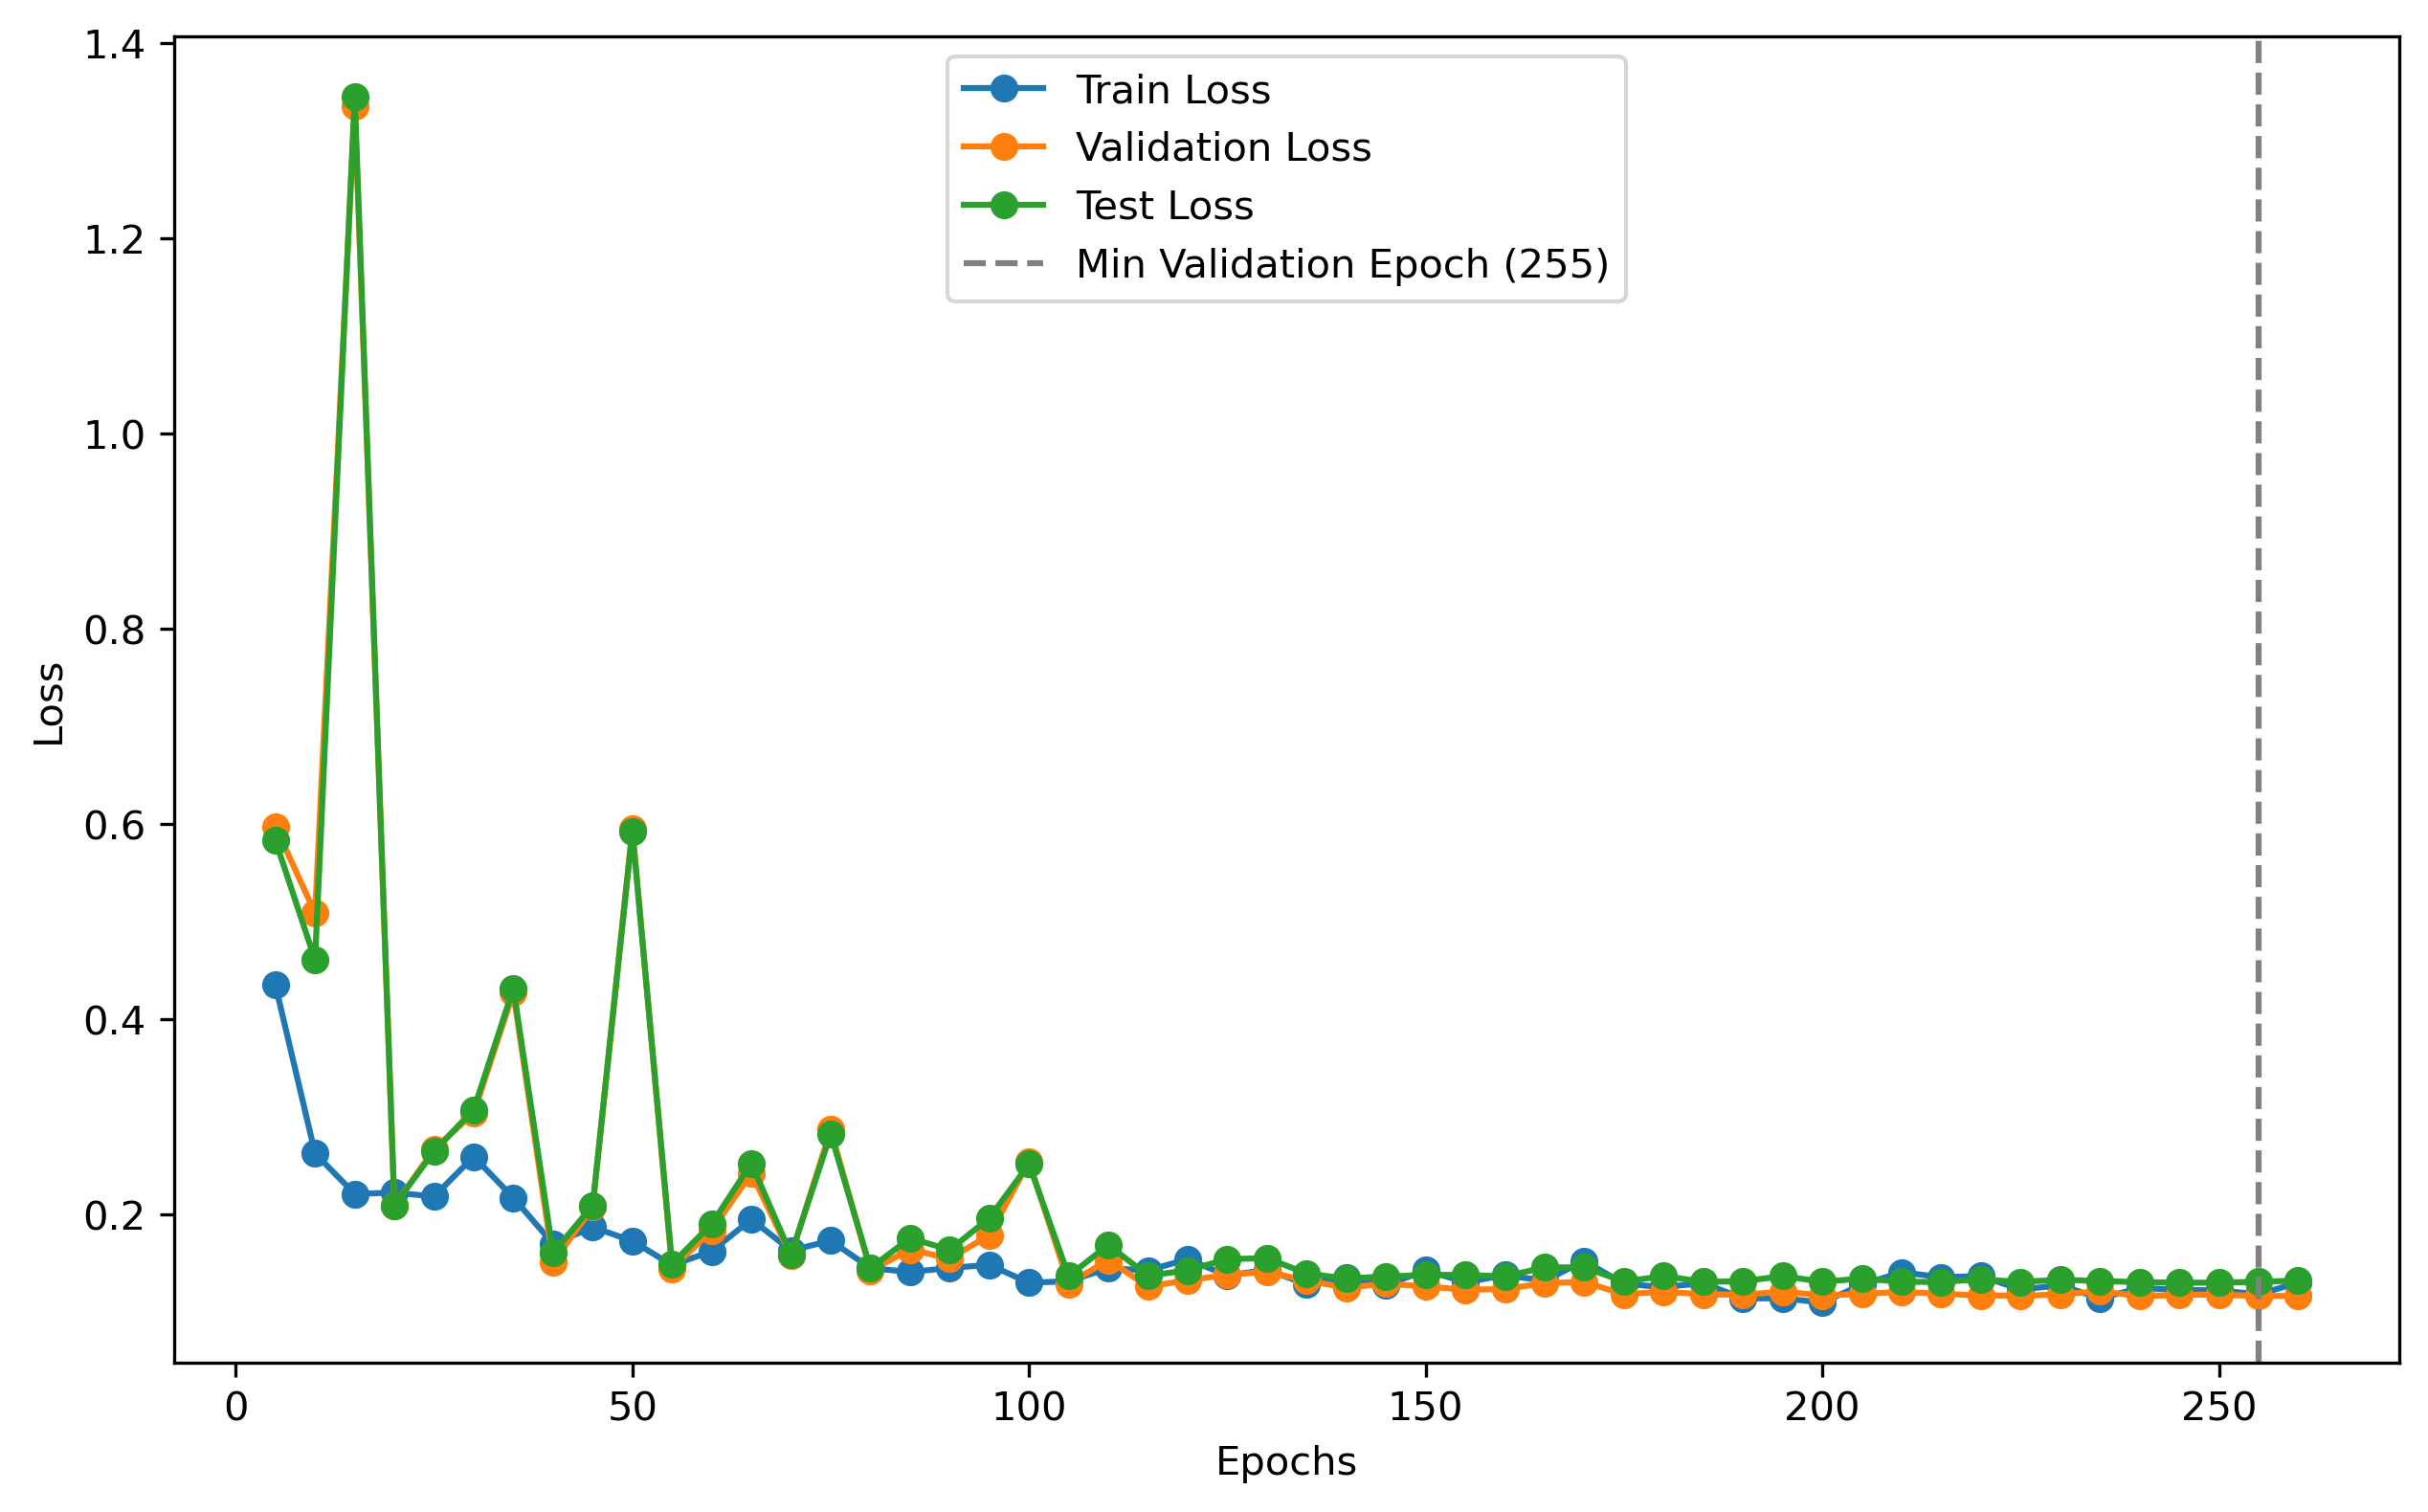 1.4
1.2
1.0
0.8
0.6
0.4
0.2
Loss
Train Loss
Validation Loss
Test Loss
Min Validation Epoch (255)
0 50 100 150 200 250
Epochs